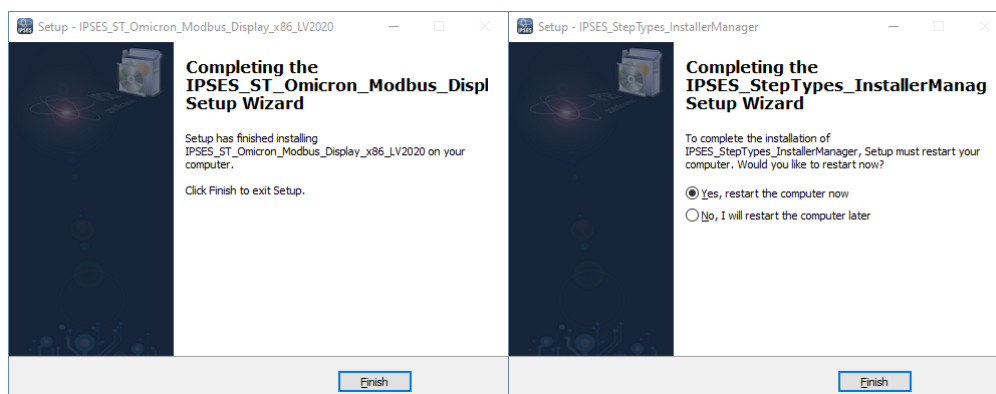 Setup - IPSES_ST_Omicron_Modbus_Display_x86_LV2020
Completing the
IPSES_ST_Omicron_Modbus_Displ
Setup Wizard
Setup has finished installing
IPSES_ST_Omicron_Modbus_Display_x86_LV2020 on your
computer.
Click Finish to exit Setup.
Finish
Setup - IPSES_StepTypes_InstallerManager
Completing the
IPSES_StepTypes_InstallerManag
Setup Wizard
To complete the installation of
IPSES_StepTypes_InstallerManager, Setup must restart your
computer. Would you like to restart now?
Yes, restart the computer now
No, I will restart the computer later
Finish